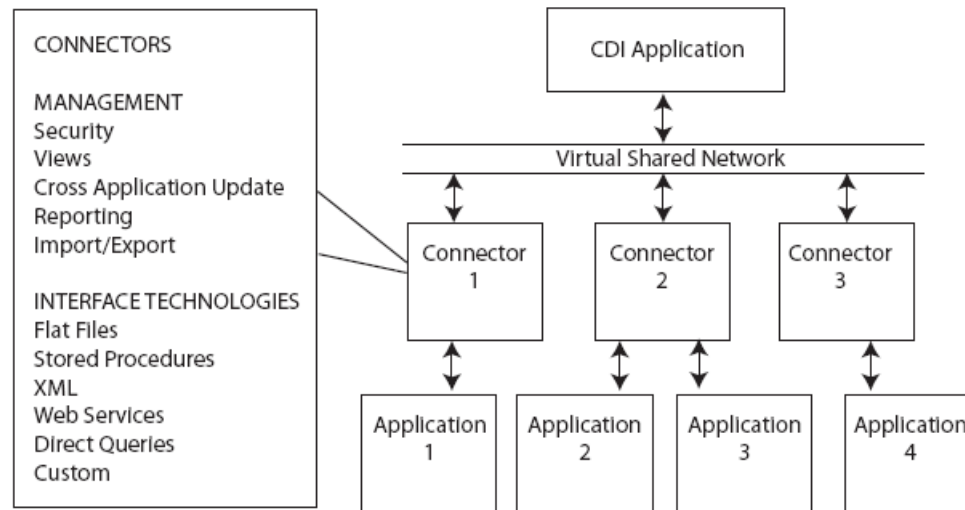 CONNECTORS
MANAGEMENT
Security
Views
Cross Application Update
Reporting
Import/Export
INTERFACE TECHNOLOGIES
Flat Files
Stored Procedures
XML
Web Services
Direct Queries
Custom
CDI Application
Virtual Shared Network
Connector
1
Connector
2
Connector
3
Application
1
Application
2
Application
3
Application
4